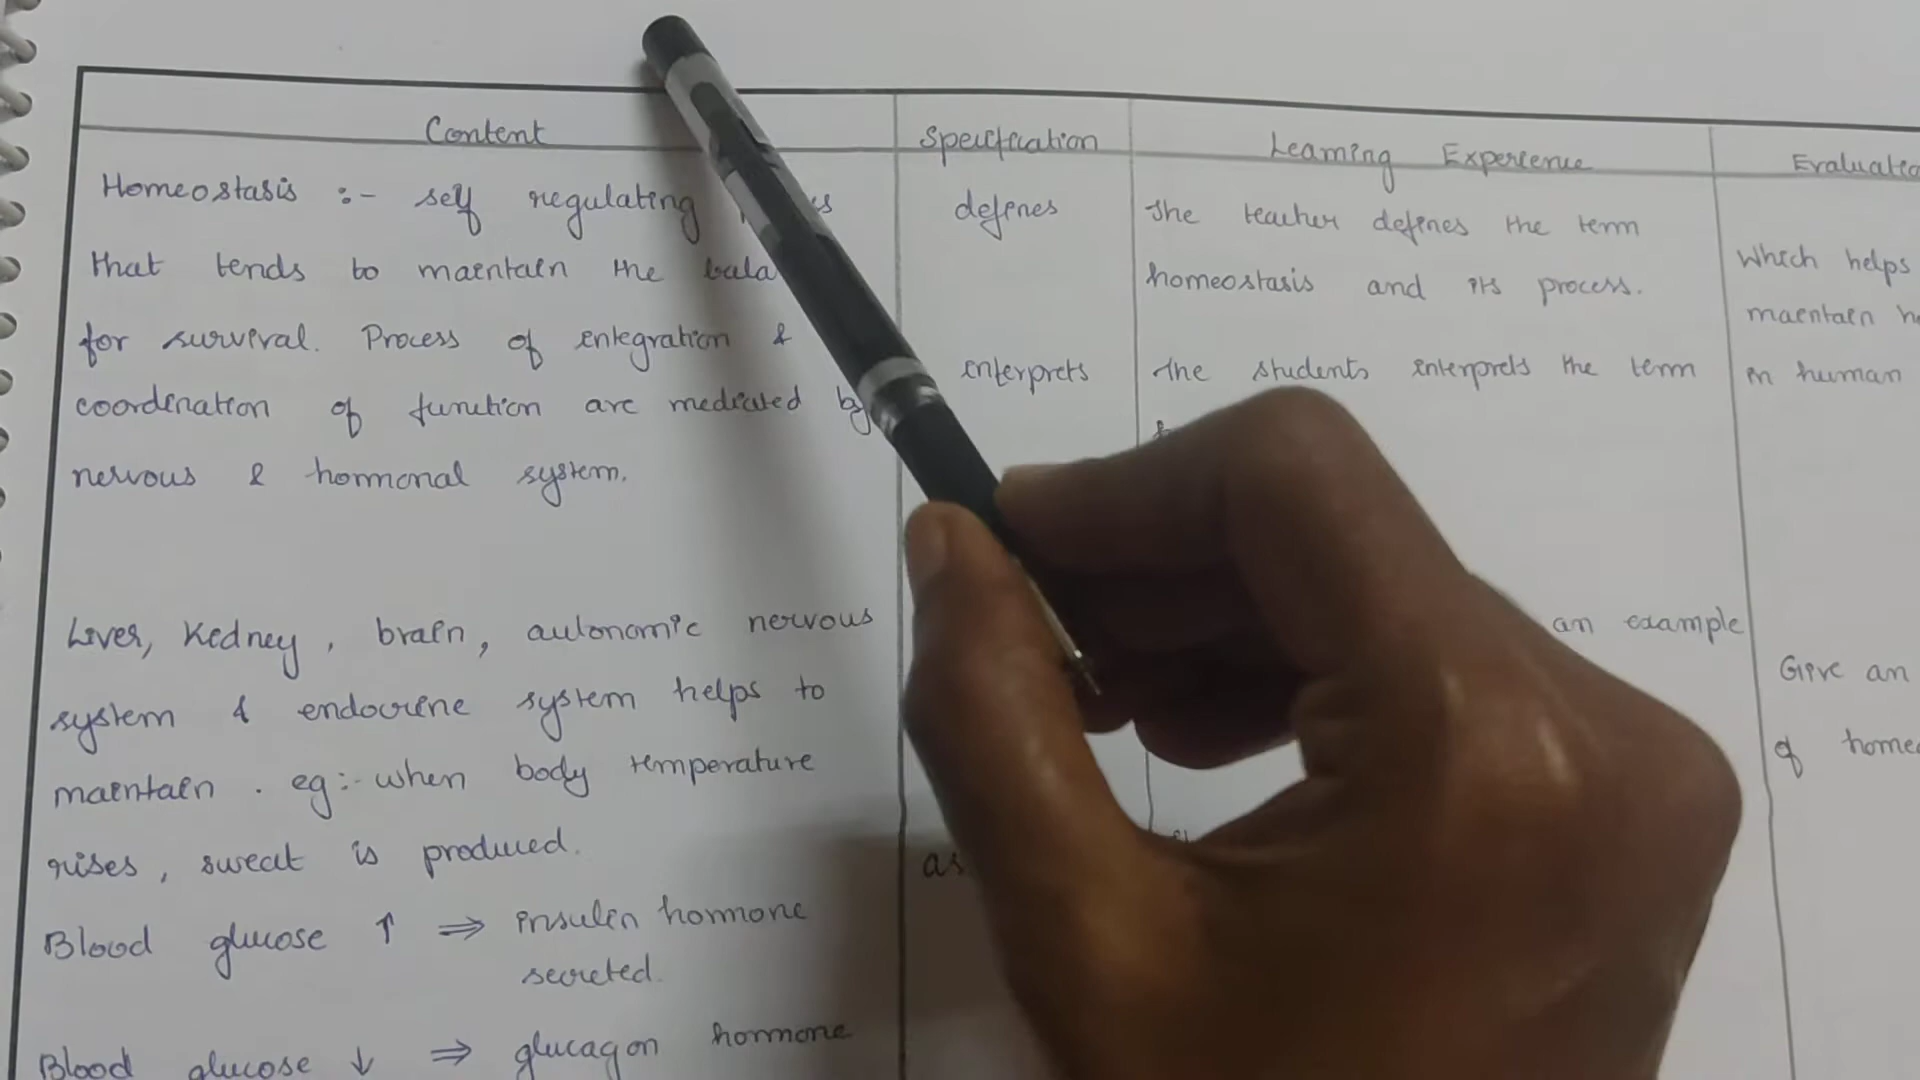 Content
Homeostasis :- self regulating
that tends to maintain the
for survival. Process of integration &
coordination of function are mediated by
nervous & hormonal system.
Liver, Kidney, brain, autonomic nervous
system & endocrine system helps to
maintain. eg:- when body temperature
rises, sweat is produced.
Blood glucose ↑ ⇒ insulin hormone
secreted.
Blood glucose ↓ ⇒ glucagon hormone
Specification
defines
interprets
Learning Experience
The teacher defines the term
homeostasis and its process.
The students interprets the term
an example
Which helps
maintain
in human
Give an
of